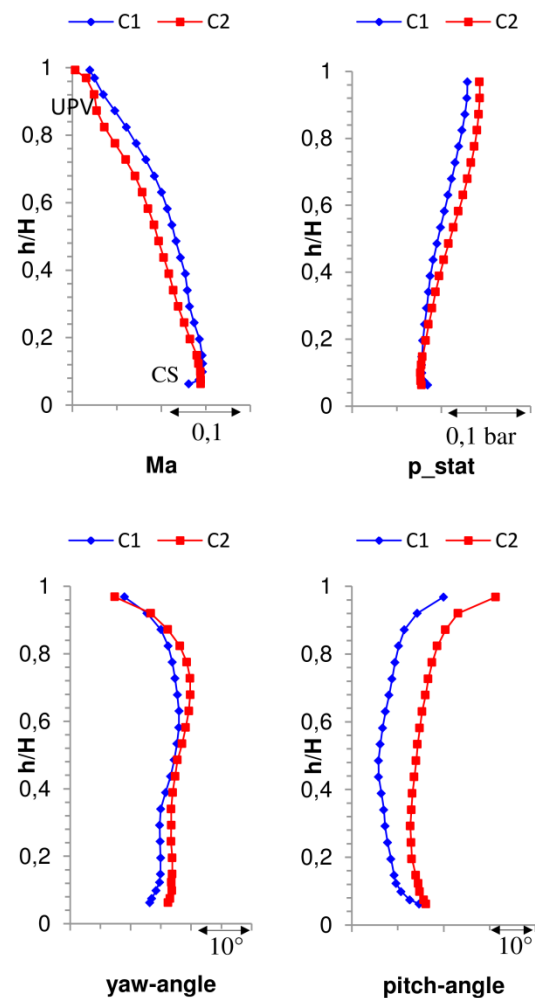 C1 C2 C1 C2
1 1
UPV
0,8 0,8
0,6 0,6
h/H h/H
0,4 0,4
0,2 0,2
CS
0 0
0,1 0,1 bar
Ma p_stat
C1 C2 C1 C2
1 1
0,8 0,8
0,6 0,6
h/H h/H
0,4 0,4
0,2 0,2
0 0
10° 10°
yaw-angle pitch-angle